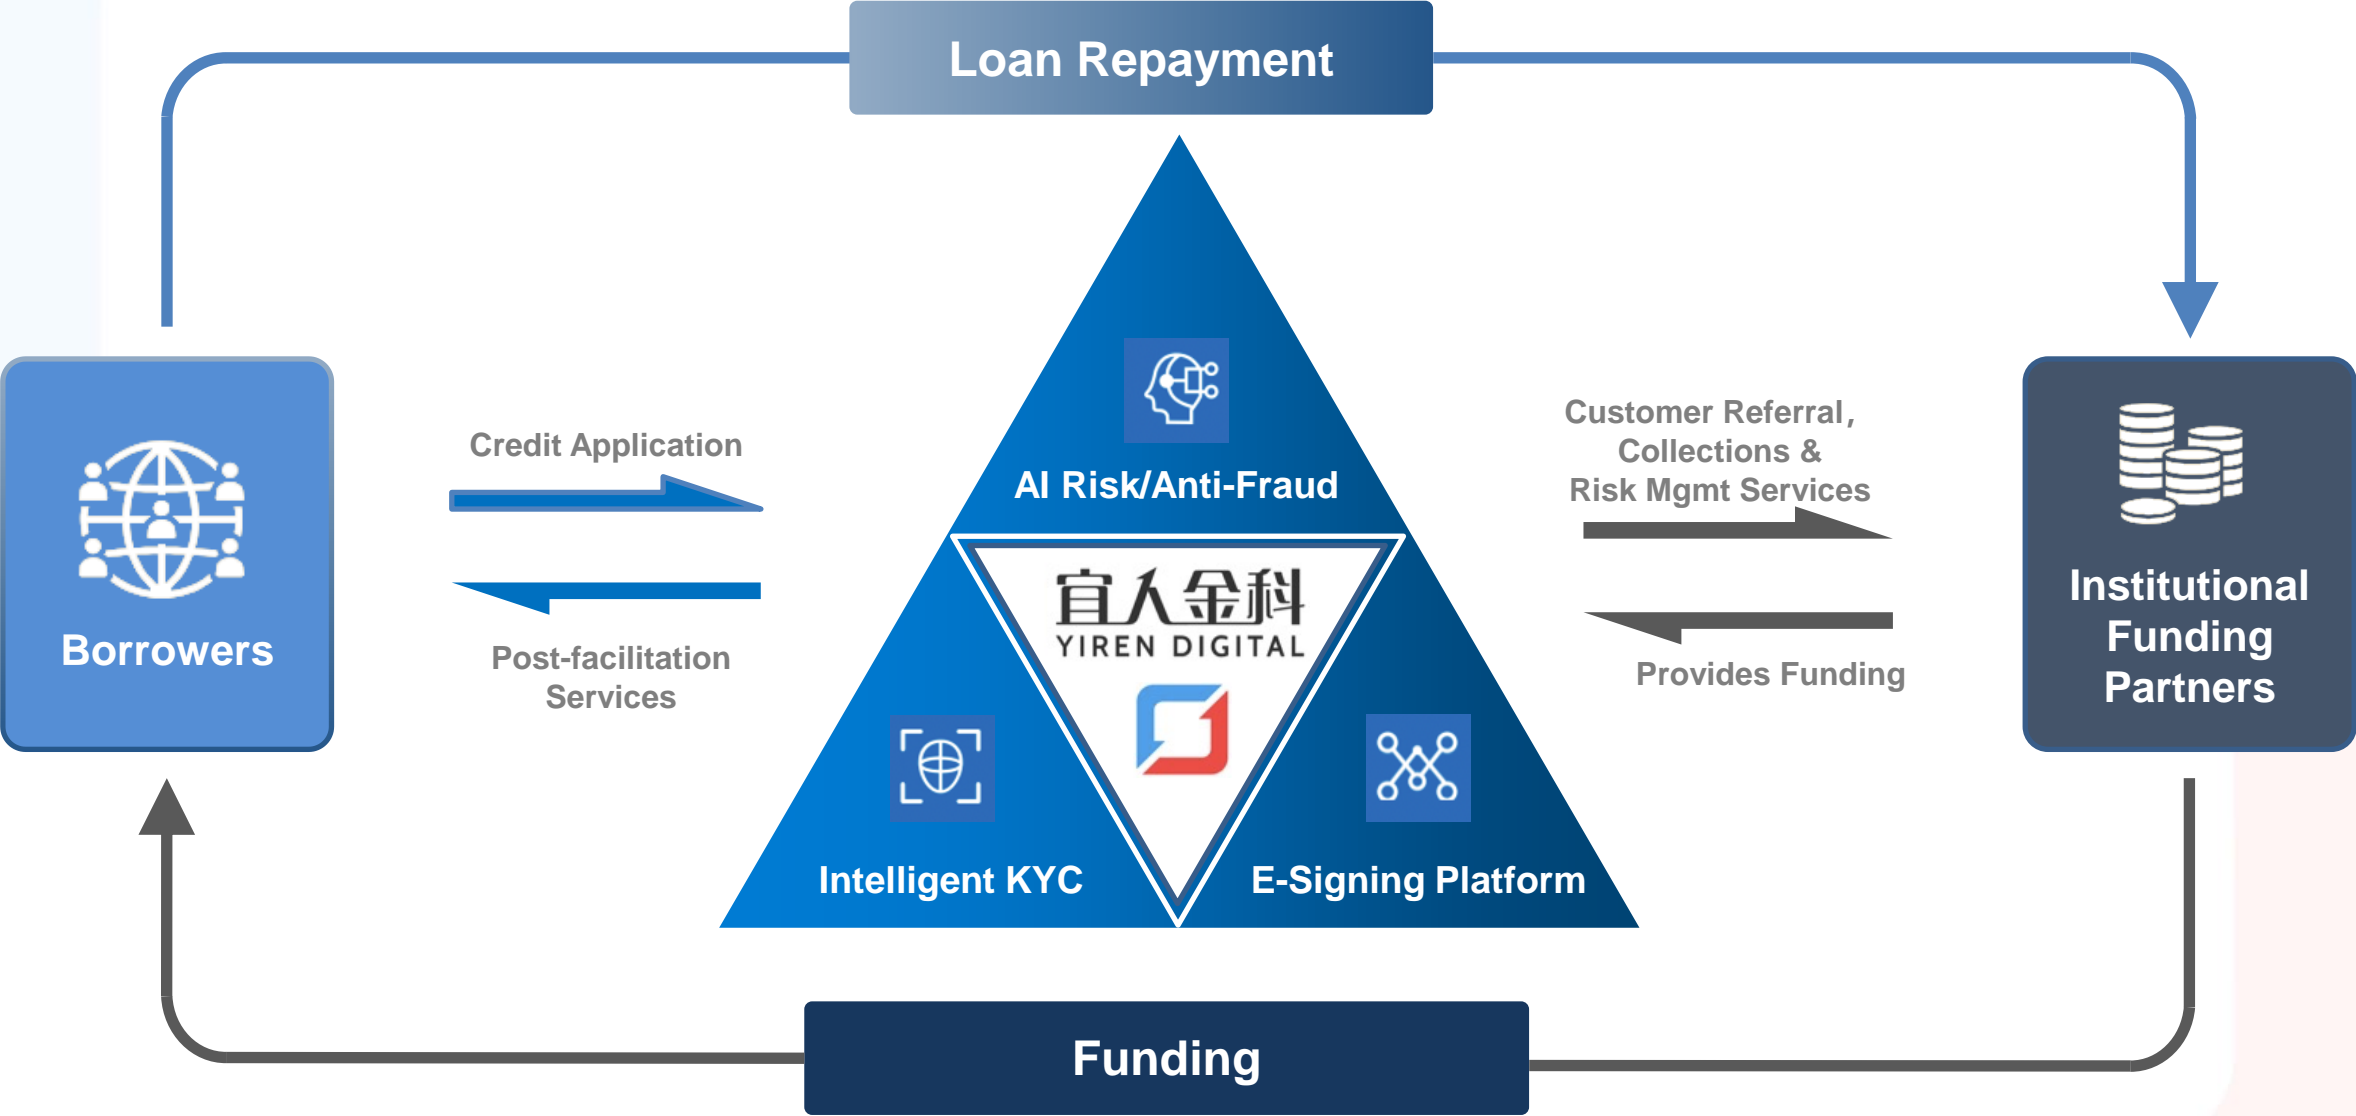 Loan Repayment
Borrowers
Credit Application
Post-facilitation
Services
AI Risk/Anti-Fraud
宜人金科
YIREN DIGITAL
Intelligent KYC
E-Signing Platform
Customer Referral,
Collections &
Risk Mgmt Services
Provides Funding
Institutional
Funding
Partners
Funding